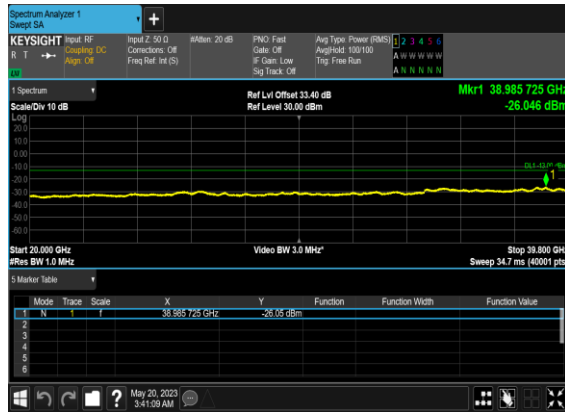 Spectrum Analyzer 1
Swept SA
+
KEYSIGHT Input: RF Input Z: 50 Ω #Atten: 20 dB PNO: Fast Avg Type: Power (RMS) 1 2 3 4 5 6
R T Coupling: DC Corrections: Off Gate: Off Avg|Hold: 100/100 A W W W W W
Align: Off Freq Ref: Int (S) IF Gain: Low Trig: Free Run
Sig Track: Off A N N N N N
1 Spectrum Ref Lvl Offset 33.40 dB Mkr1 38.985 725 GHz
Scale/Div 10 dB Ref Level 30.00 dBm -26.046 dBm
Log
20.0
10.0
0.00
-10.0
DL1 -13.00 dBm
1
-20.0
-30.0
-40.0
-50.0
-60.0
Start 20.000 GHz Video BW 3.0 MHz* Stop 39.800 GHz
#Res BW 1.0 MHz Sweep 34.7 ms (40001 pts)
5 Marker Table
Mode Trace Scale X Y Function Function Width Function Value
1 N 1 f 38.985 725 GHz -26.05 dBm
2
3
4
5
6
? May 20, 2023
3:41:09 AM